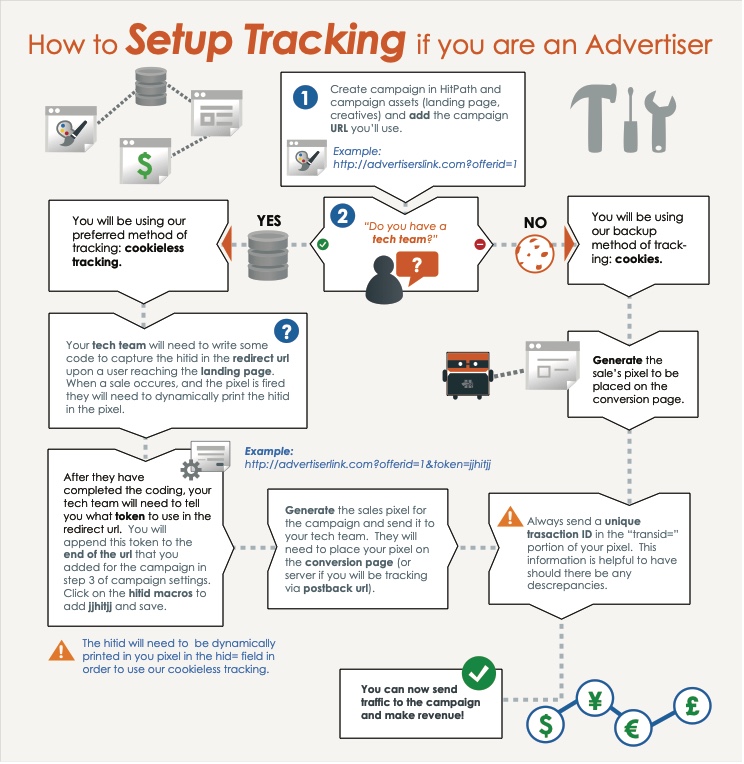 How to Setup Tracking if you are an Advertiser
1
Create campaign in HitPath and
campaign assets (landing page,
creatives) and add the campaign
URL you'll use.
Example:
http://advertiserslink.com?offerid=1
2
"Do you have a
tech team?"
?
YES
You will be using our
preferred method of
tracking: cookieless
tracking.
NO
You will be using
our backup
method of track-
ing: cookies.
?
Your tech team will need to write some
code to capture the hitid in the redirect url
upon a user reaching the landing page.
When a sale occures, and the pixel is fired
they will need to dynamically print the hitid
in the pixel.
Generate the
sale's pixel to be
placed on the
conversion page.
After they have
completed the coding, your
tech team will need to tell
you what token to use in the
redirect url. You will
append this token to the
end of the url that you
added for the campaign in
step 3 of campaign settings.
Click on the hitid macros to
add jjhitjj and save.
Example:
http://advertiserlink.com?offerid=1&token=jjhitjj
Generate the sales pixel for
the campaign and send it to
your tech team. They will
need to place your pixel on
the conversion page (or
server if you will be tracking
via postback url).
Always send a unique
trasaction ID in the "transid="
portion of your pixel. This
information is helpful to have
should there be any
descrepancies.
The hitid will need to be dynamically
printed in you pixel in the hid= field in
order to use our cookieless tracking.
You can now send
traffic to the campaign
and make revenue!
$
$ ¥ € £